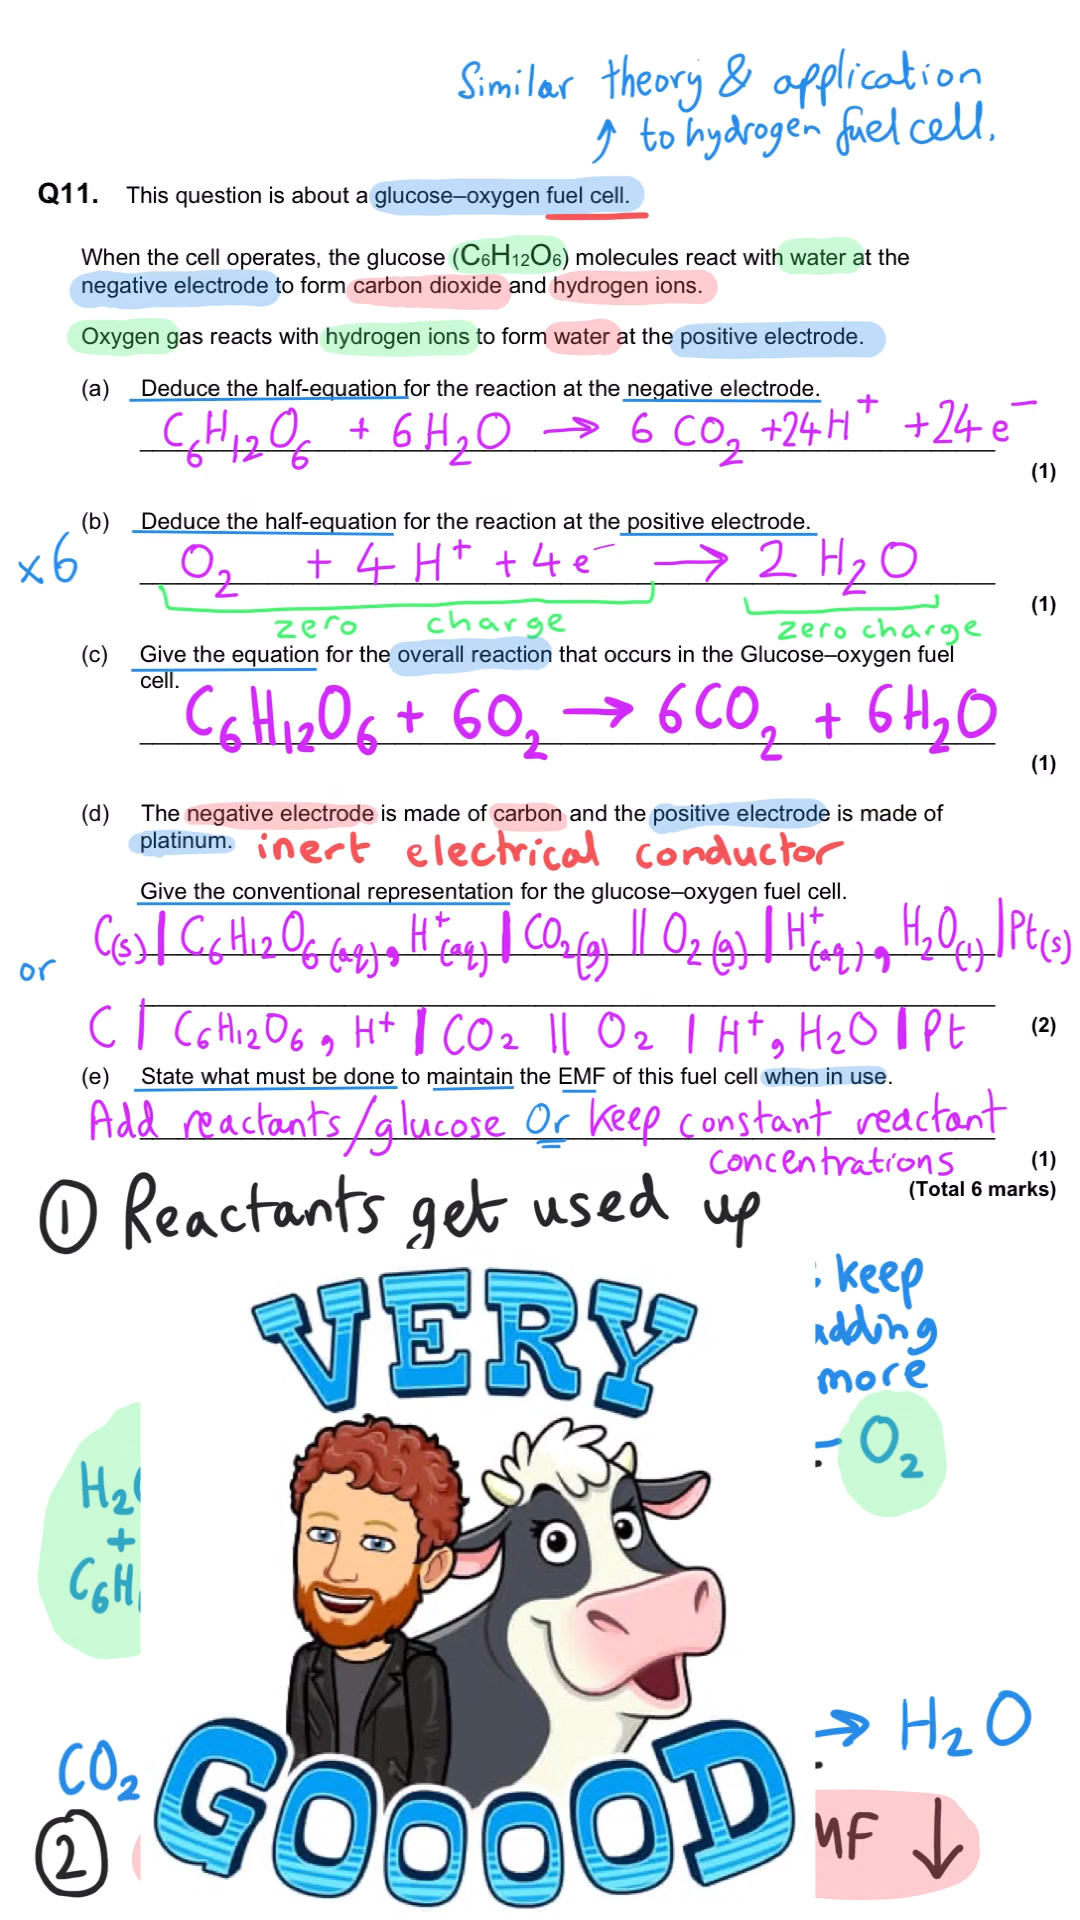 Similar theory & application
↑ to hydrogen fuel cell.
Q11. This question is about a glucose–oxygen fuel cell.
When the cell operates, the glucose (C₆H₁₂O₆) molecules react with water at the
negative electrode to form carbon dioxide and hydrogen ions.
Oxygen gas reacts with hydrogen ions to form water at the positive electrode.
(a) Deduce the half-equation for the reaction at the negative electrode.
C₆H₁₂O₆ + 6H₂O → 6 CO₂ +24H⁺ +24e⁻
(1)
(b) Deduce the half-equation for the reaction at the positive electrode.
×6 O₂ + 4H⁺ + 4e⁻ → 2 H₂O
(1)
zero charge zero charge
(c) Give the equation for the overall reaction that occurs in the Glucose–oxygen fuel
cell.
C₆H₁₂O₆ + 6O₂ → 6CO₂ + 6H₂O
(1)
(d) The negative electrode is made of carbon and the positive electrode is made of
platinum. inert electrical conductor
Give the conventional representation for the glucose–oxygen fuel cell.
C(s) | C₆H₁₂O₆(aq), H⁺(aq) | CO₂(g) || O₂(g) | H⁺(aq), H₂O(l) | Pt(s)
or
C | C₆H₁₂O₆, H⁺ | CO₂ || O₂ | H⁺, H₂O | Pt
(2)
(e) State what must be done to maintain the EMF of this fuel cell when in use.
Add reactants/glucose Or keep constant reactant
concentrations
(1)
(Total 6 marks)
① Reactants get used up
keep
adding
more
VERY
O₂
H₂
+
C₆H
→ H₂O
CO₂
GOOOOD
②
MF ↓